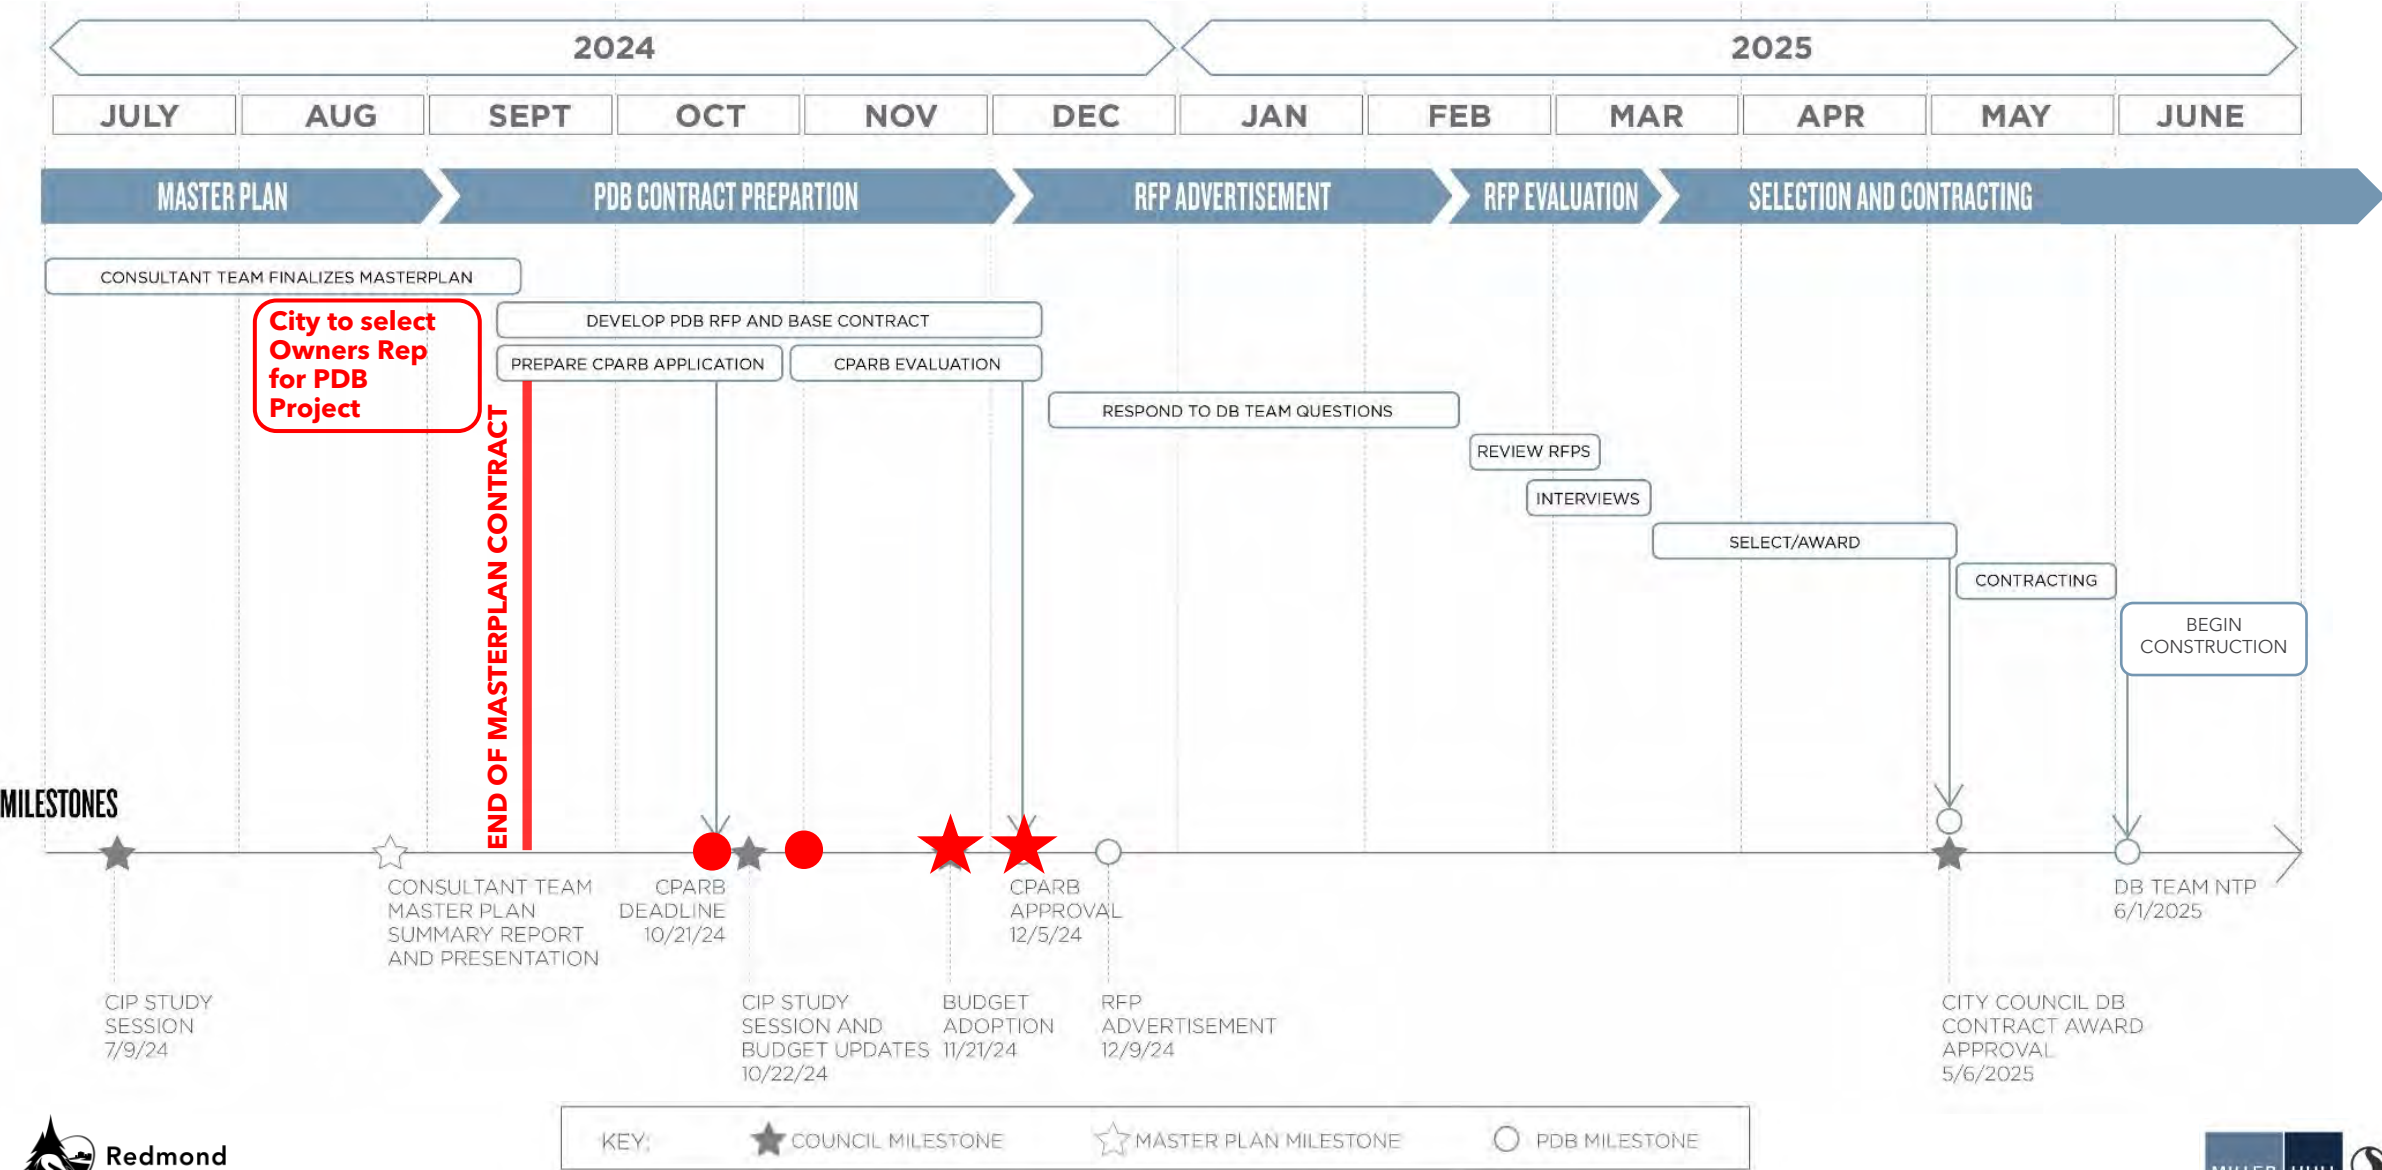 2024
2025
JULY
AUG
SEPT
OCT
NOV
DEC
JAN
FEB
MAR
APR
MAY
JUNE
MASTER PLAN
PDB CONTRACT PREPARTION
RFP ADVERTISEMENT
RFP EVALUATION
SELECTION AND CONTRACTING
CONSULTANT TEAM FINALIZES MASTERPLAN
City to select
Owners Rep
for PDB
Project
DEVELOP PDB RFP AND BASE CONTRACT
PREPARE CPARB APPLICATION
CPARB EVALUATION
RESPOND TO DB TEAM QUESTIONS
REVIEW RFPS
INTERVIEWS
SELECT/AWARD
CONTRACTING
BEGIN
CONSTRUCTION
END OF MASTERPLAN CONTRACT
MILESTONES
CONSULTANT TEAM
MASTER PLAN
SUMMARY REPORT
AND PRESENTATION
CPARB
DEADLINE
10/21/24
CPARB
APPROVAL
12/5/24
DB TEAM NTP
6/1/2025
CIP STUDY
SESSION
7/9/24
CIP STUDY
SESSION AND
BUDGET UPDATES
10/22/24
BUDGET
ADOPTION
11/21/24
RFP
ADVERTISEMENT
12/9/24
CITY COUNCIL DB
CONTRACT AWARD
APPROVAL
5/6/2025
KEY:
COUNCIL MILESTONE
MASTER PLAN MILESTONE
PDB MILESTONE
Redmond